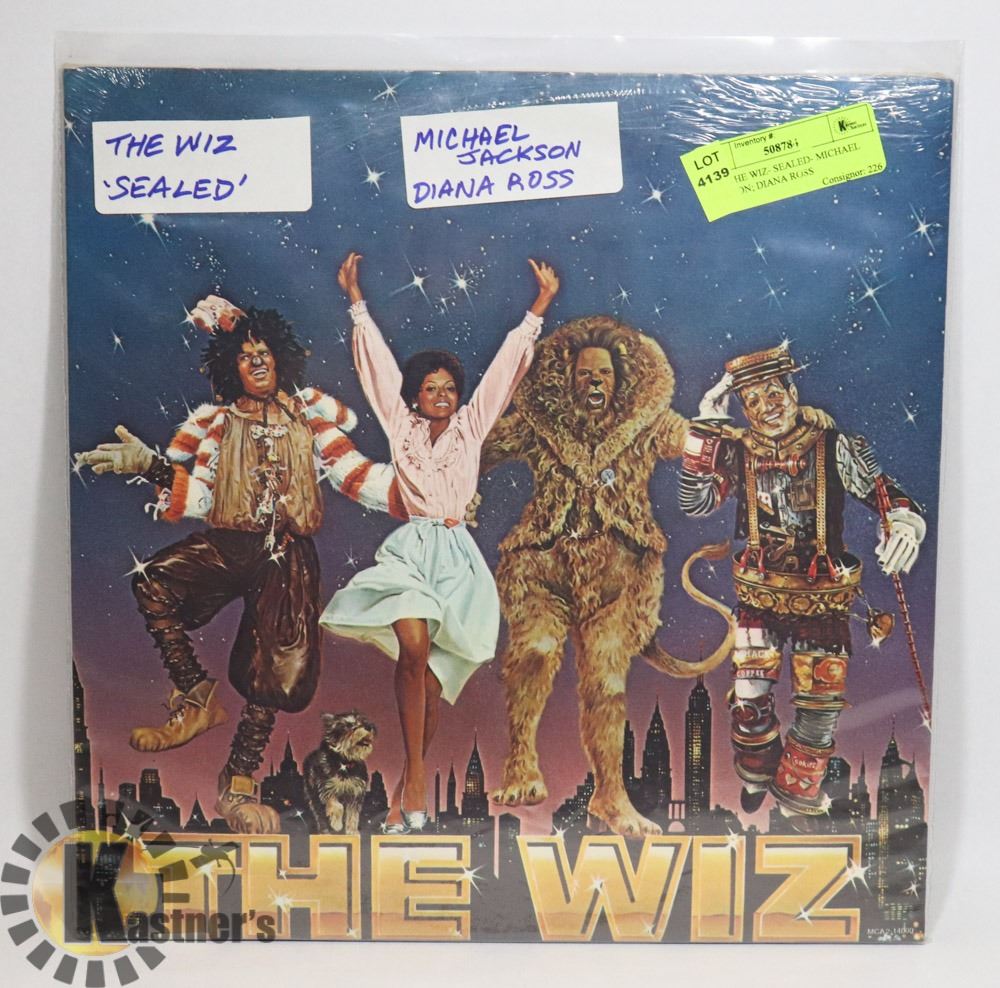 THE WIZ
'SEALED'
MICHAEL
JACKSON
DIANA ROSS
LOT
4139
Inventory #
508784
HE WIZ- SEALED- MICHAEL
ON; DIANA ROSS
Consignor: 226
THE WIZ
MCA2-14000
Kastner's